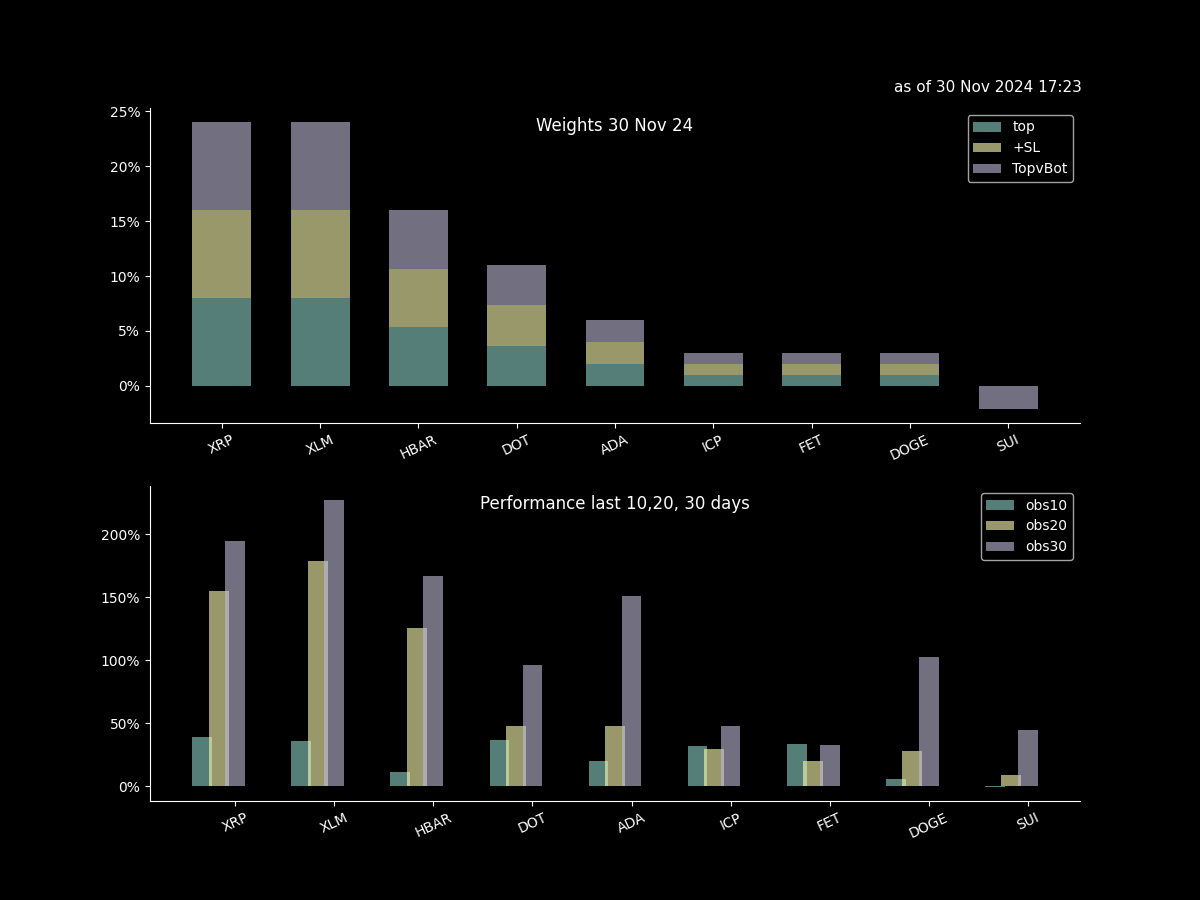 as of 30 Nov 2024 17:23
Weights 30 Nov 24
25%
20%
15%
10%
5%
0%
top
+SL
TopvBot
XRP XLM HBAR DOT ADA ICP FET DOGE SUI
Performance last 10,20, 30 days
200%
150%
100%
50%
0%
obs10
obs20
obs30
XRP XLM HBAR DOT ADA ICP FET DOGE SUI